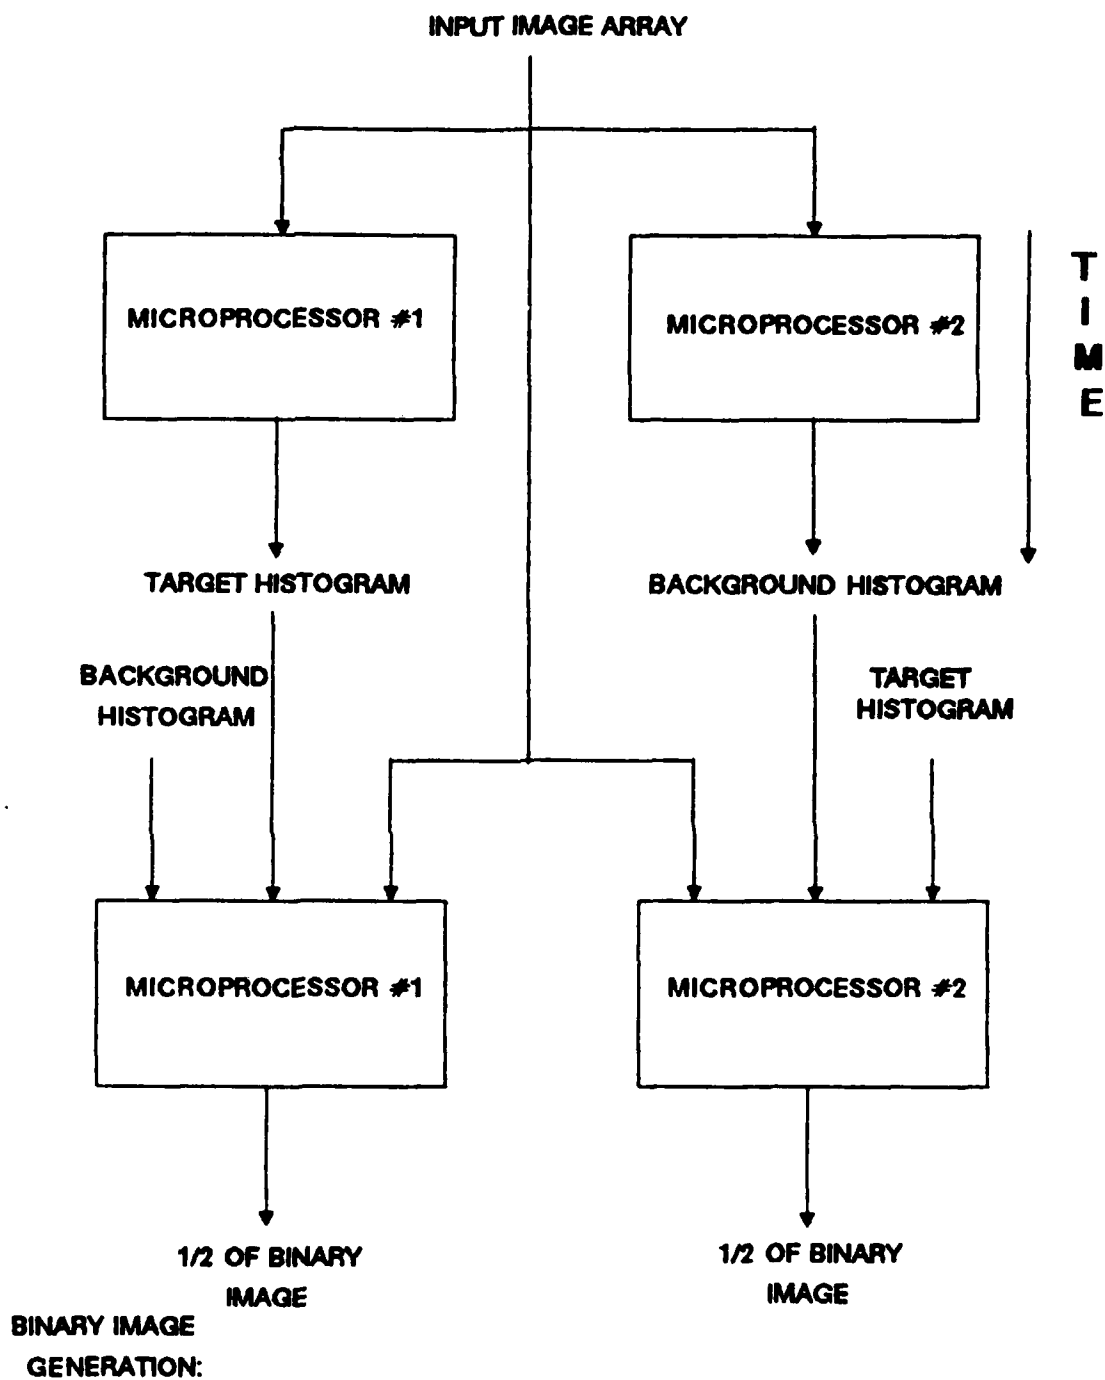 INPUT IMAGE ARRAY
MICROPROCESSOR #1
MICROPROCESSOR #2
T
I
M
E
TARGET HISTOGRAM
BACKGROUND HISTOGRAM
BACKGROUND
HISTOGRAM
TARGET
HISTOGRAM
MICROPROCESSOR #1
MICROPROCESSOR #2
1/2 OF BINARY
IMAGE
1/2 OF BINARY
IMAGE
BINARY IMAGE
GENERATION: